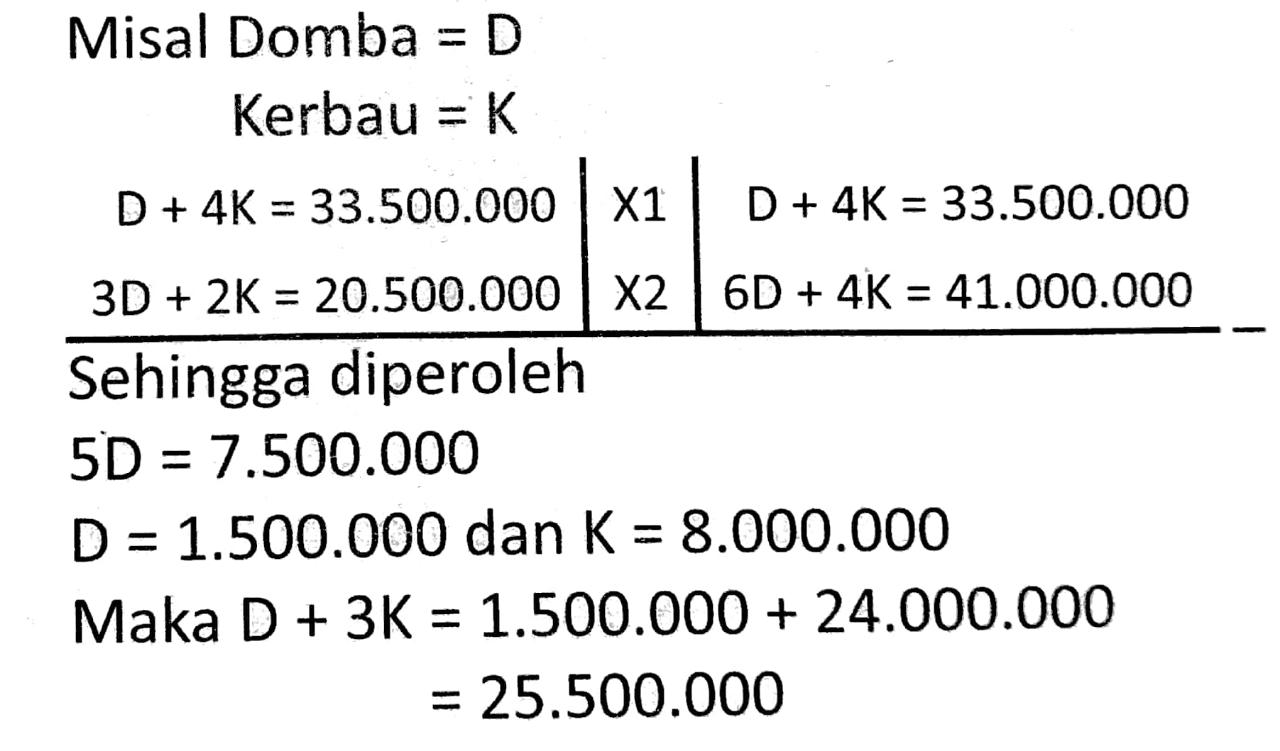 Misal Domba = D
Kerbau = K
D + 4K = 33.500.000 X1 D + 4K = 33.500.000
3D + 2K = 20.500.000 X2 6D + 4K = 41.000.000 –
Sehingga diperoleh
5D = 7.500.000
D = 1.500.000 dan K = 8.000.000
Maka D + 3K = 1.500.000 + 24.000.000
= 25.500.000